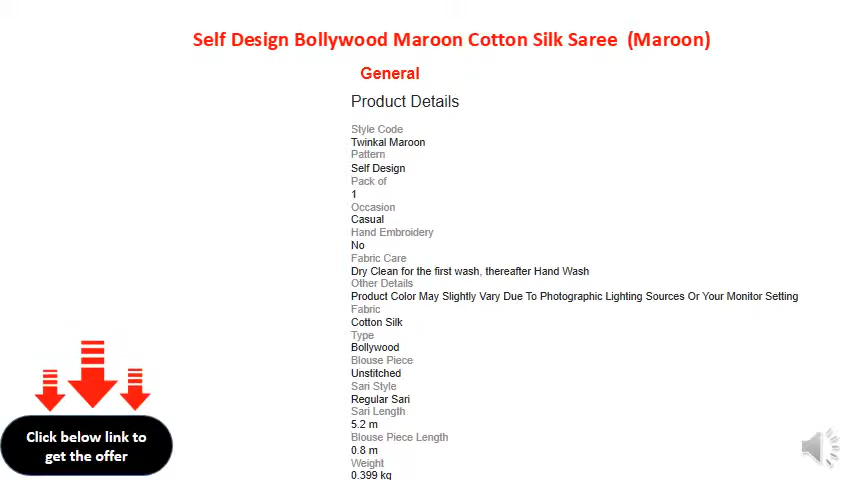 Self Design Bollywood Maroon Cotton Silk Saree (Maroon)
General
Product Details
Style Code
Twinkal Maroon
Pattern
Self Design
Pack of
1
Occasion
Casual
Hand Embroidery
No
Fabric Care
Dry Clean for the first wash, thereafter Hand Wash
Other Details
Product Color May Slightly Vary Due To Photographic Lighting Sources Or Your Monitor Setting
Fabric
Cotton Silk
Type
Bollywood
Blouse Piece
Unstitched
Sari Style
Regular Sari
Sari Length
5.2 m
Blouse Piece Length
0.8 m
Weight
0.399 kg
Click below link to
get the offer